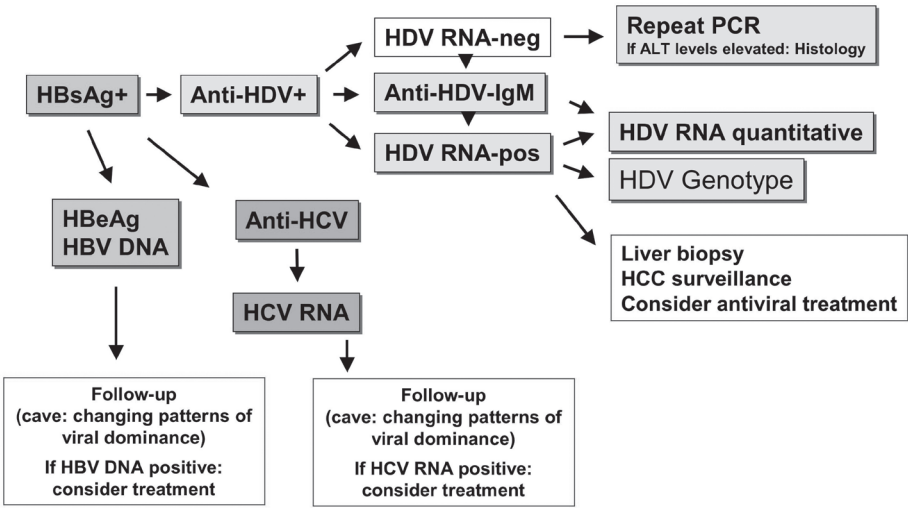 HDV RNA-neg
Repeat PCR
If ALT levels elevated: Histology
HBsAg+
Anti-HDV+
Anti-HDV-IgM
HDV RNA-pos
HDV RNA quantitative
HDV Genotype
HBeAg
HBV DNA
Anti-HCV
HCV RNA
Liver biopsy
HCC surveillance
Consider antiviral treatment
Follow-up
(cave: changing patterns of
viral dominance)
If HBV DNA positive:
consider treatment
Follow-up
(cave: changing patterns of
viral dominance)
If HCV RNA positive:
consider treatment